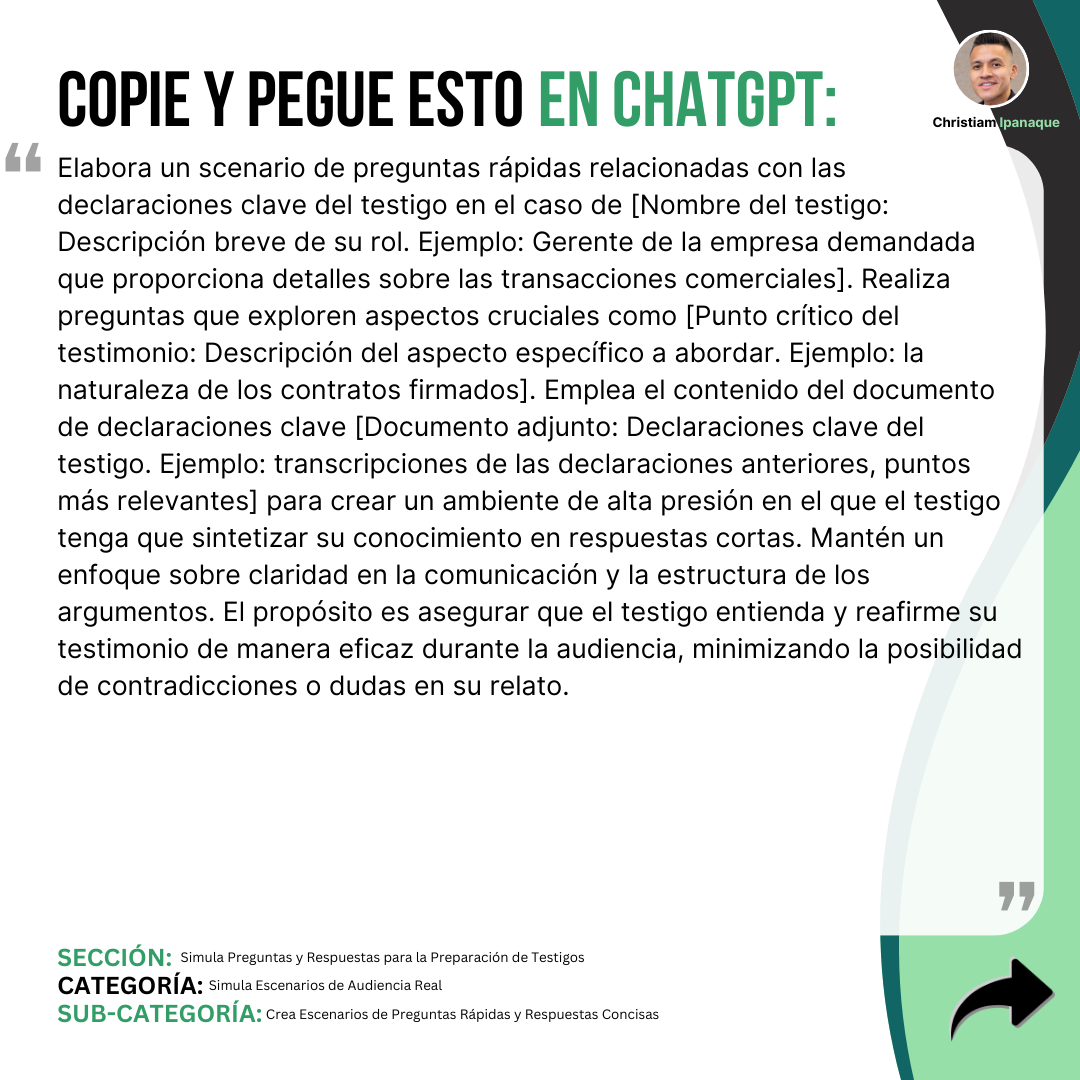 COPIE Y PEGUE ESTO EN CHATGPT:
Christiam Ipanaque
“
Elabora un scenario de preguntas rápidas relacionadas con las
declaraciones clave del testigo en el caso de [Nombre del testigo:
Descripción breve de su rol. Ejemplo: Gerente de la empresa demandada
que proporciona detalles sobre las transacciones comerciales]. Realiza
preguntas que exploren aspectos cruciales como [Punto crítico del
testimonio: Descripción del aspecto específico a abordar. Ejemplo: la
naturaleza de los contratos firmados]. Emplea el contenido del documento
de declaraciones clave [Documento adjunto: Declaraciones clave del
testigo. Ejemplo: transcripciones de las declaraciones anteriores, puntos
más relevantes] para crear un ambiente de alta presión en el que el testigo
tenga que sintetizar su conocimiento en respuestas cortas. Mantén un
enfoque sobre claridad en la comunicación y la estructura de los
argumentos. El propósito es asegurar que el testigo entienda y reafirme su
testimonio de manera eficaz durante la audiencia, minimizando la posibilidad
de contradicciones o dudas en su relato.
”
SECCIÓN: Simula Preguntas y Respuestas para la Preparación de Testigos
CATEGORÍA: Simula Escenarios de Audiencia Real
SUB-CATEGORÍA: Crea Escenarios de Preguntas Rápidas y Respuestas Concisas